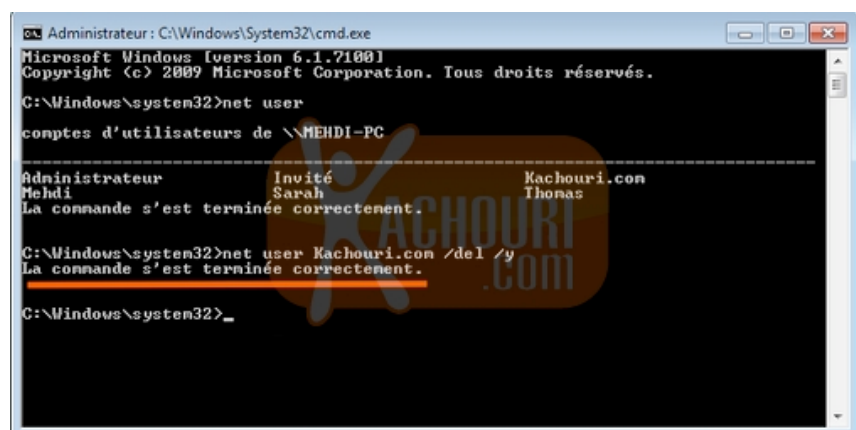 Administrateur : C:\Windows\System32\cmd.exe
Microsoft Windows [version 6.1.7100]
Copyright (c) 2009 Microsoft Corporation. Tous droits réservés.
C:\Windows\system32>net user
comptes d'utilisateurs de \\MEHDI-PC
-------------------------------------------------------------------------------
Administrateur Invité Kachouri.com
Mehdi Sarah Thomas
La commande s'est terminée correctement.
C:\Windows\system32>net user Kachouri.com /del /y
La commande s'est terminée correctement.
C:\Windows\system32>_
KACHOURI
.com